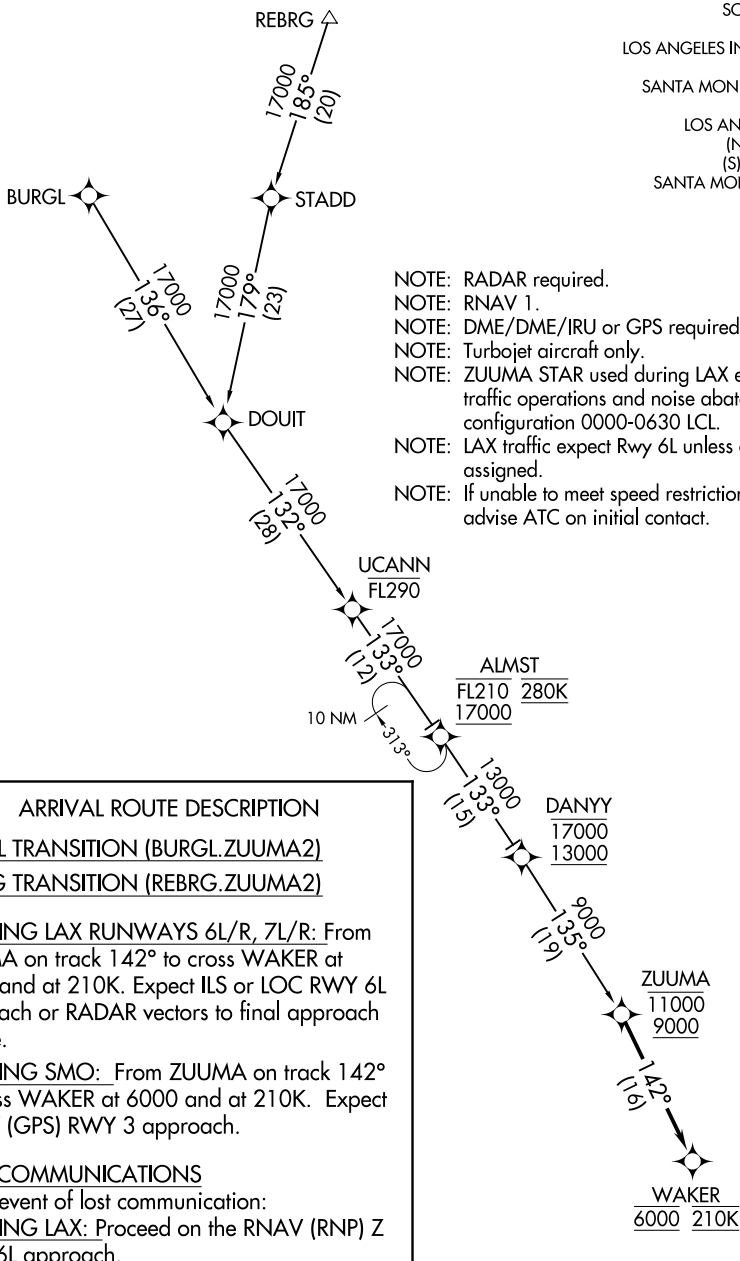 REBRG
17000
185°
(20)
BURGL
STADD
17000
136°
(27)
17000
179°
(23)
DOUIT
17000
132°
(28)
UCANN
FL290
17000
133°
(12)
ALMST
FL210 280K
17000
10 NM
313°
13000
133°
(15)
DANYY
17000
13000
9000
135°
(19)
ZUUMA
11000
9000
142°
(16)
WAKER
6000 210K
SO
LOS ANGELES IN
SANTA MON
LOS AN
(N
(S)
SANTA MO
NOTE: RADAR required.
NOTE: RNAV 1.
NOTE: DME/DME/IRU or GPS required
NOTE: Turbojet aircraft only.
NOTE: ZUUMA STAR used during LAX e
traffic operations and noise abat
configuration 0000-0630 LCL.
NOTE: LAX traffic expect Rwy 6L unless
assigned.
NOTE: If unable to meet speed restriction
advise ATC on initial contact.
ARRIVAL ROUTE DESCRIPTION
L TRANSITION (BURGL.ZUUMA2)
G TRANSITION (REBRG.ZUUMA2)
ING LAX RUNWAYS 6L/R, 7L/R: From
MA on track 142° to cross WAKER at
and at 210K. Expect ILS or LOC RWY 6L
ach or RADAR vectors to final approach
e.
ING SMO: From ZUUMA on track 142°
ss WAKER at 6000 and at 210K. Expect
(GPS) RWY 3 approach.
COMMUNICATIONS
event of lost communication:
ING LAX: Proceed on the RNAV (RNP) Z
6L approach.